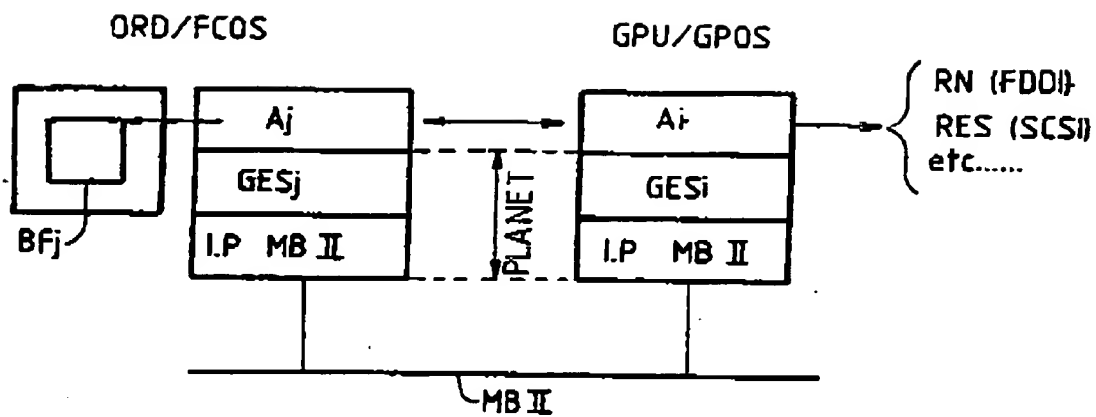 ORD/FCOS
GPU/GPOS
Aj
GESj
I.P MB II
BFj
PLANET
Ai
GESi
I.P MB II
RN (FDDI)
RES (SCSI)
etc......
MB II